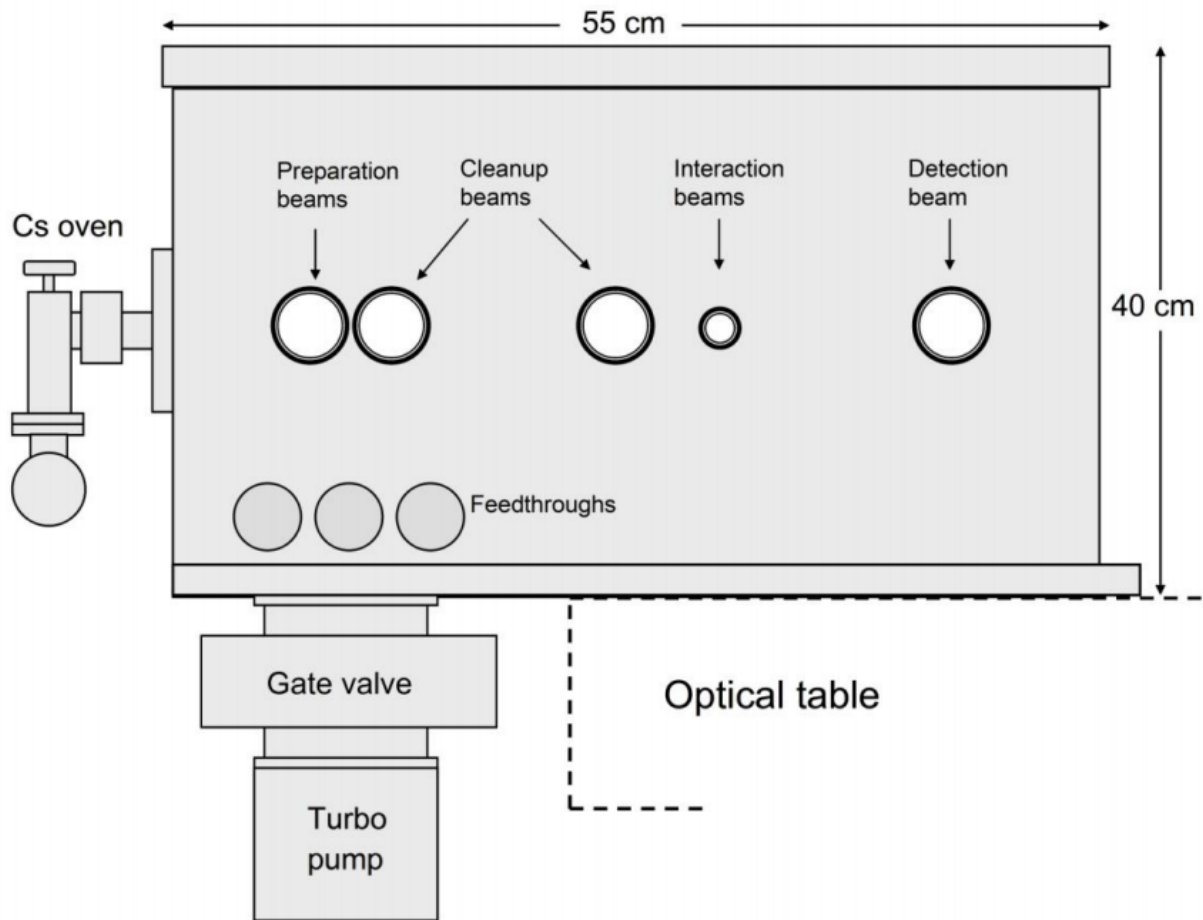 55 cm
Preparation
beams
Cleanup
beams
Interaction
beams
Detection
beam
Cs oven
40 cm
Feedthroughs
Gate valve
Optical table
Turbo
pump